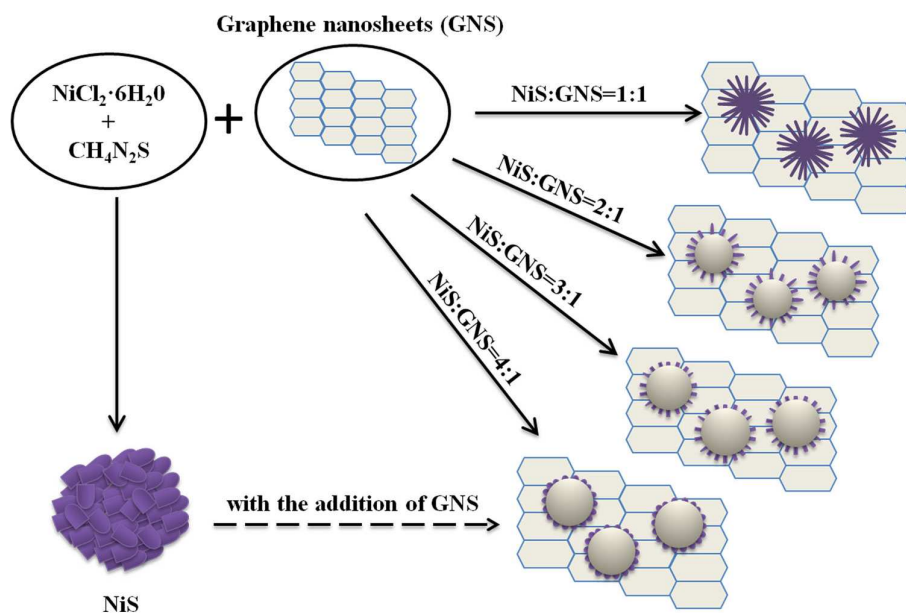 Graphene nanosheets (GNS)
NiCl₂·6H₂0
+
CH₄N₂S
+
NiS:GNS=1:1
NiS:GNS=2:1
NiS:GNS=3:1
NiS:GNS=4:1
with the addition of GNS
NiS